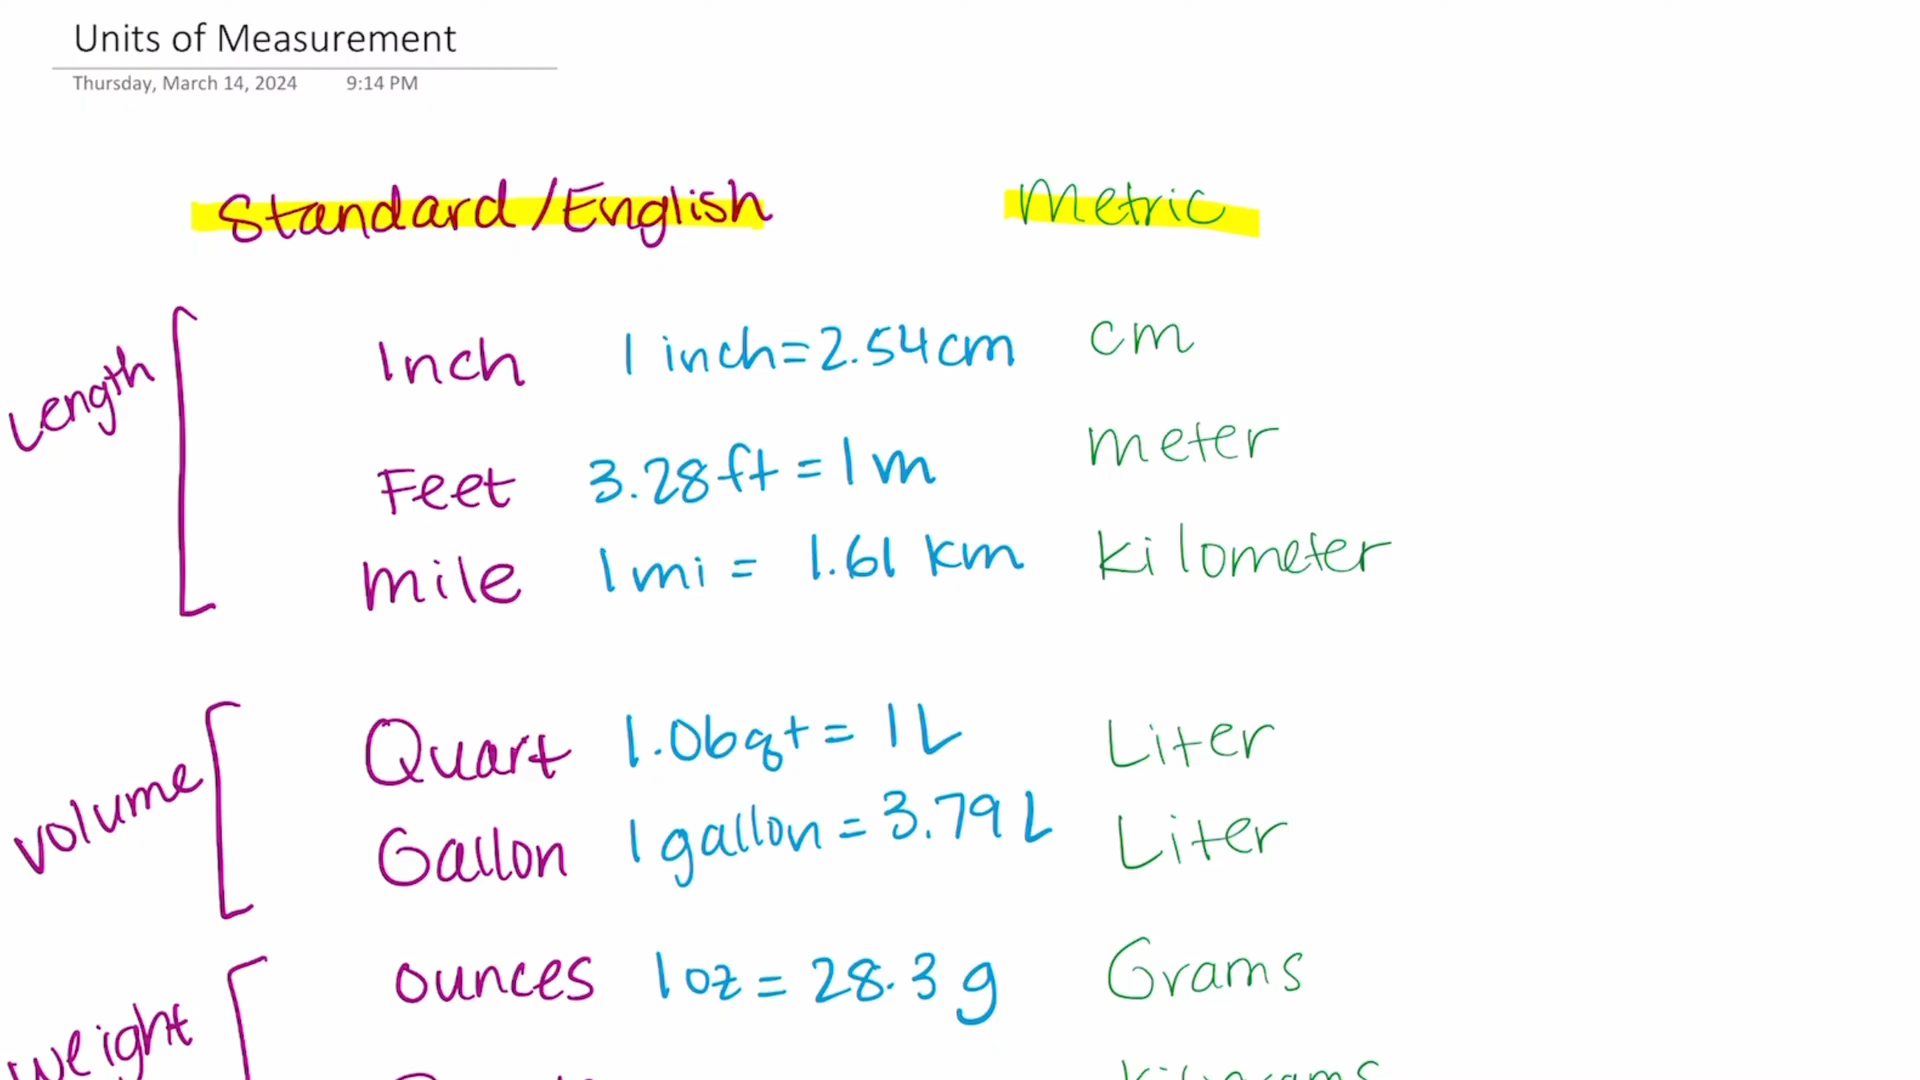 Units of Measurement
Thursday, March 14, 2024 9:14 PM
Standard/English Metric
Length
Inch 1 inch=2.54cm cm
Feet 3.28ft = 1m meter
mile 1mi = 1.61 km kilometer
volume
Quart 1.06qt = 1L Liter
Gallon 1gallon = 3.79 L Liter
weight
ounces 1oz = 28.3 g Grams